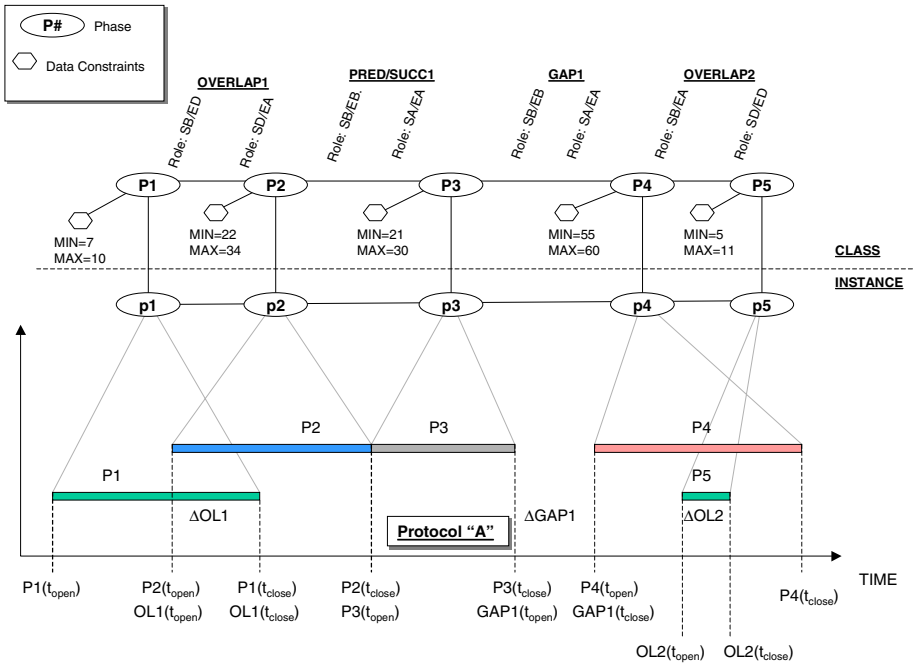 P# Phase
Data Constraints
OVERLAP1
PRED/SUCC1
GAP1
OVERLAP2
Role: SB/ED
Role: SD/EA
Role: SB/EB.
Role: SA/EA
Role: SB/EB
Role: SA/EA
Role: SB/EA
Role: SD/ED
P1
P2
P3
P4
P5
MIN=7
MAX=10
MIN=22
MAX=34
MIN=21
MAX=30
MIN=55
MAX=60
MIN=5
MAX=11
CLASS
INSTANCE
p1
p2
p3
p4
p5
P2
P3
P4
P1
P5
ΔOL1
Protocol “A”
ΔGAP1
ΔOL2
TIME
P1(topen)
P2(topen)
OL1(topen)
P1(tclose)
OL1(tclose)
P2(tclose)
P3(topen)
P3(tclose)
GAP1(topen)
P4(topen)
GAP1(tclose)
P4(tclose)
OL2(topen)
OL2(tclose)